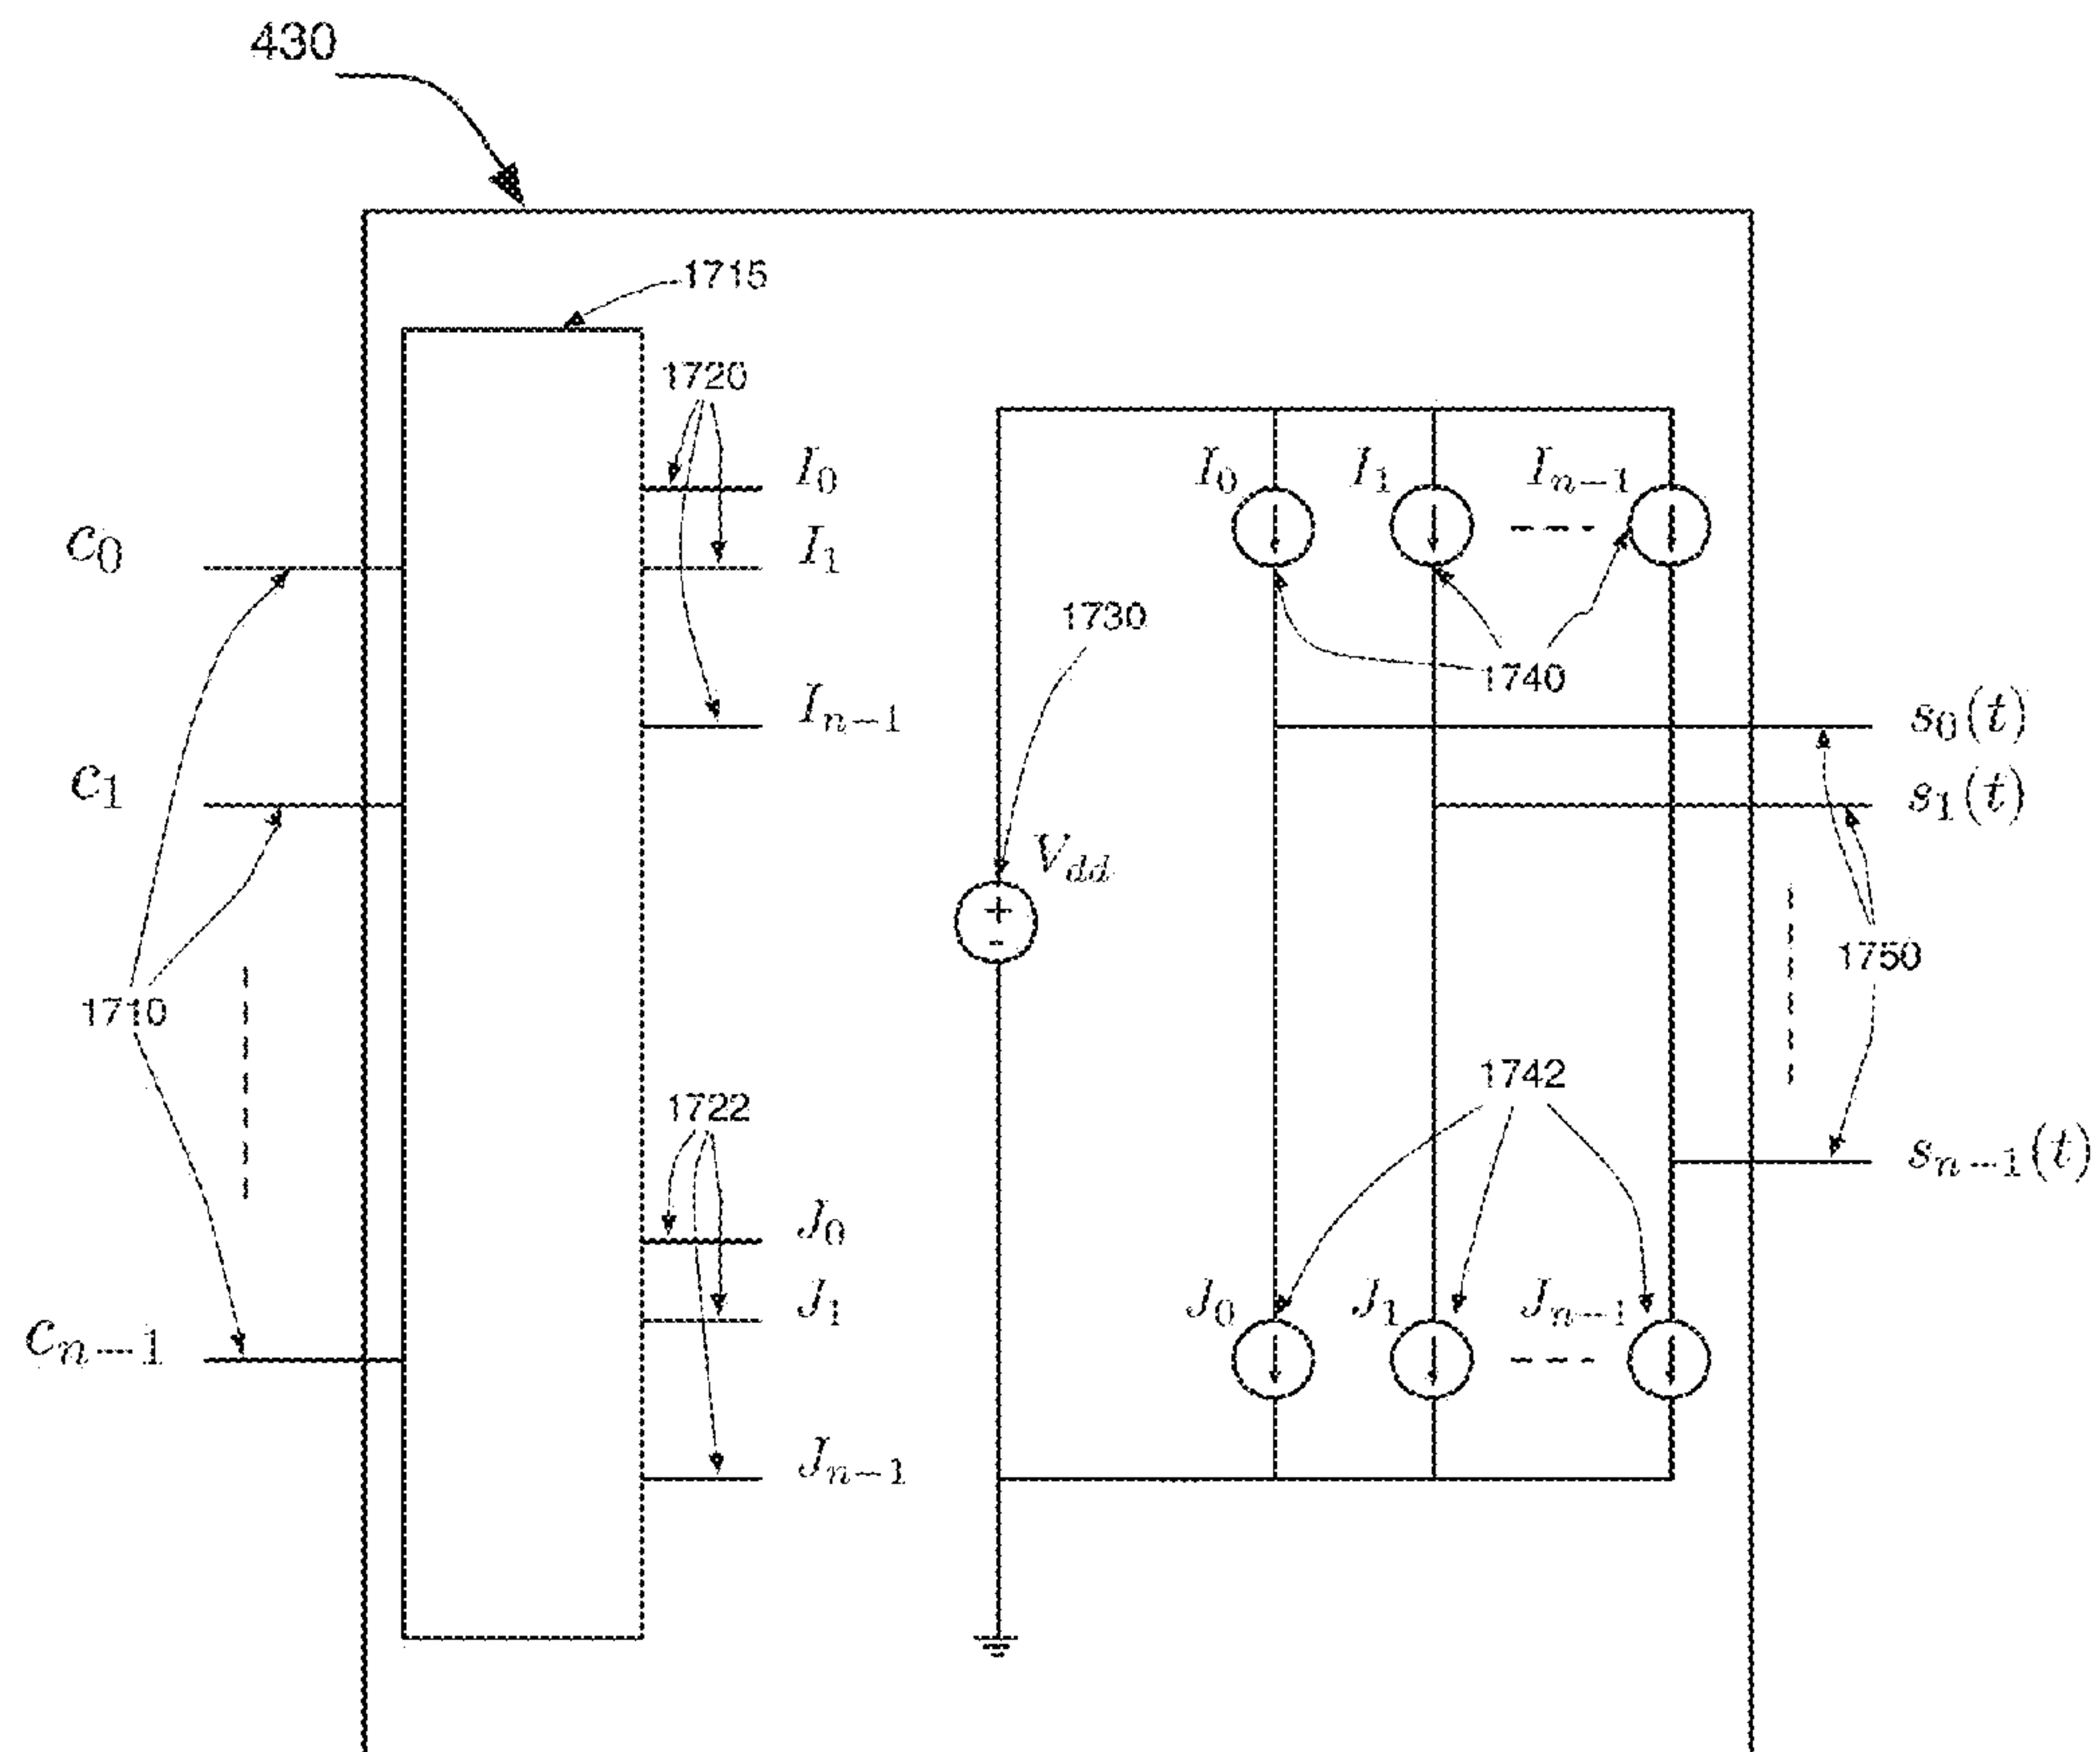 430
1715
1720
I₀
I₁
Iₙ₋₁
c₀
c₁
1710
cₙ₋₁
1722
J₀
J₁
Jₙ₋₁
I₀ I₁ Iₙ₋₁
1730
1740
V_dd
+
-
s₀(t)
s₁(t)
1750
1742
sₙ₋₁(t)
J₀ J₁ Jₙ₋₁